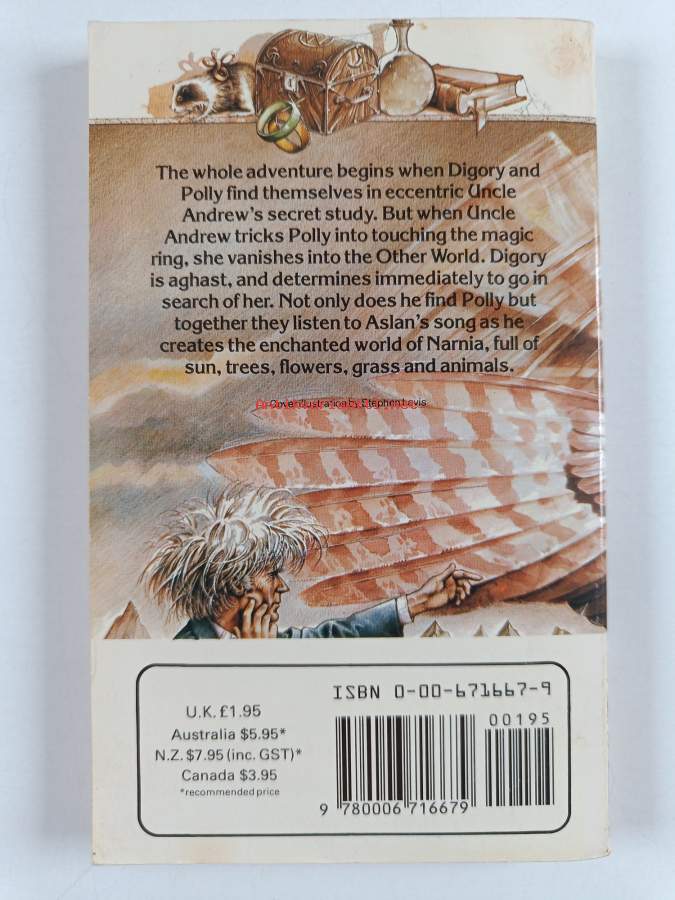 The whole adventure begins when Digory and
Polly find themselves in eccentric Uncle
Andrew's secret study. But when Uncle
Andrew tricks Polly into touching the magic
ring, she vanishes into the Other World. Digory
is aghast, and determines immediately to go in
search of her. Not only does he find Polly but
together they listen to Aslan's song as he
creates the enchanted world of Narnia, full of
sun, trees, flowers, grass and animals.
Cover illustration by Stephen Lavis
U.K. £1.95
Australia $5.95*
N.Z. $7.95 (inc. GST)*
Canada $3.95
*recommended price
ISBN 0-00-671667-9
00195
9 780006 716679